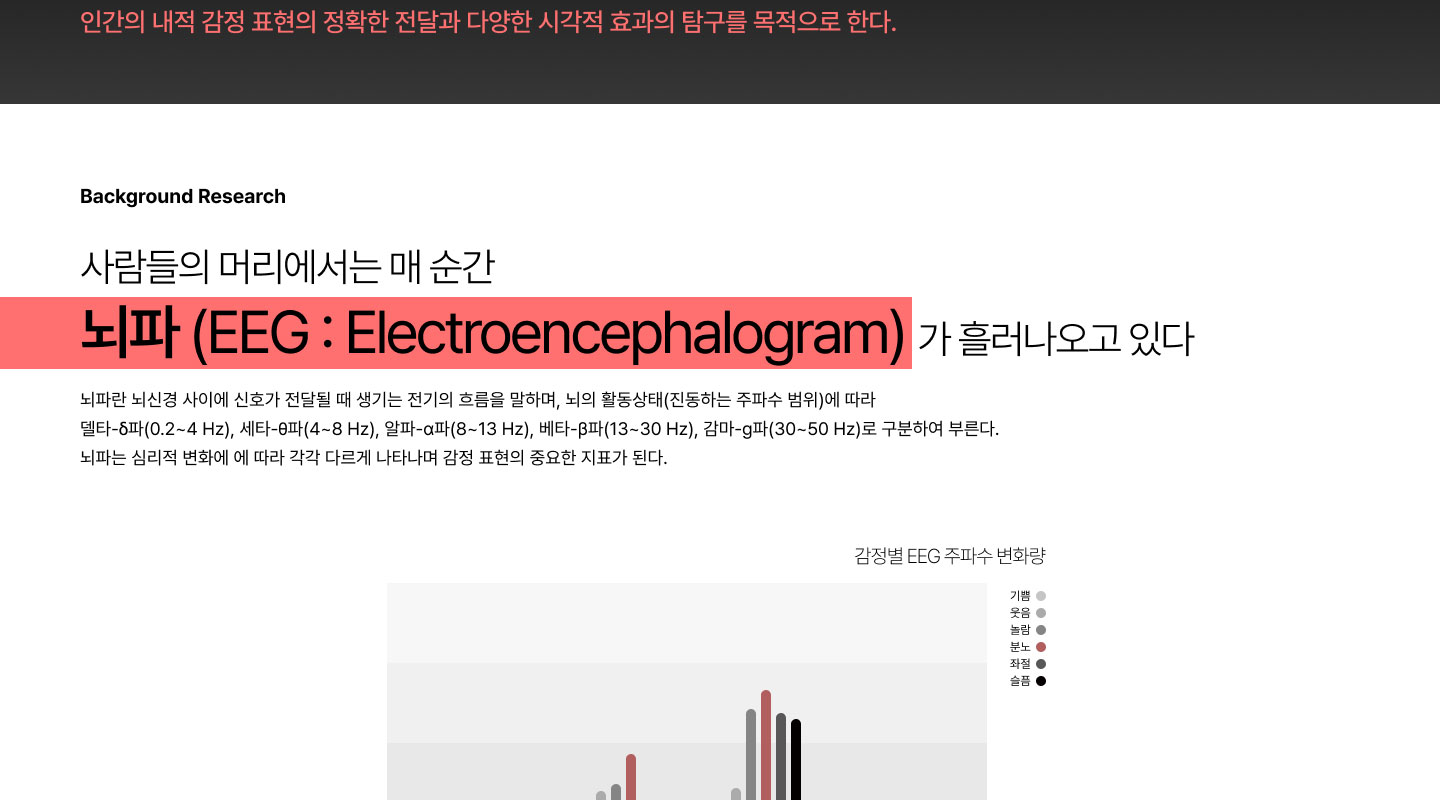 인간의 내적 감정 표현의 정확한 전달과 다양한 시각적 효과의 탐구를 목적으로 한다.
Background Research
사람들의 머리에서는 매 순간
뇌파 (EEG : Electroencephalogram) 가 흘러나오고 있다
뇌파란 뇌신경 사이에 신호가 전달될 때 생기는 전기의 흐름을 말하며, 뇌의 활동상태(진동하는 주파수 범위)에 따라
델타-δ파(0.2~4 Hz), 세타-θ파(4~8 Hz), 알파-α파(8~13 Hz), 베타-β파(13~30 Hz), 감마-g파(30~50 Hz)로 구분하여 부른다.
뇌파는 심리적 변화에 에 따라 각각 다르게 나타나며 감정 표현의 중요한 지표가 된다.
감정별 EEG 주파수 변화량
기쁨
웃음
놀람
분노
좌절
슬픔